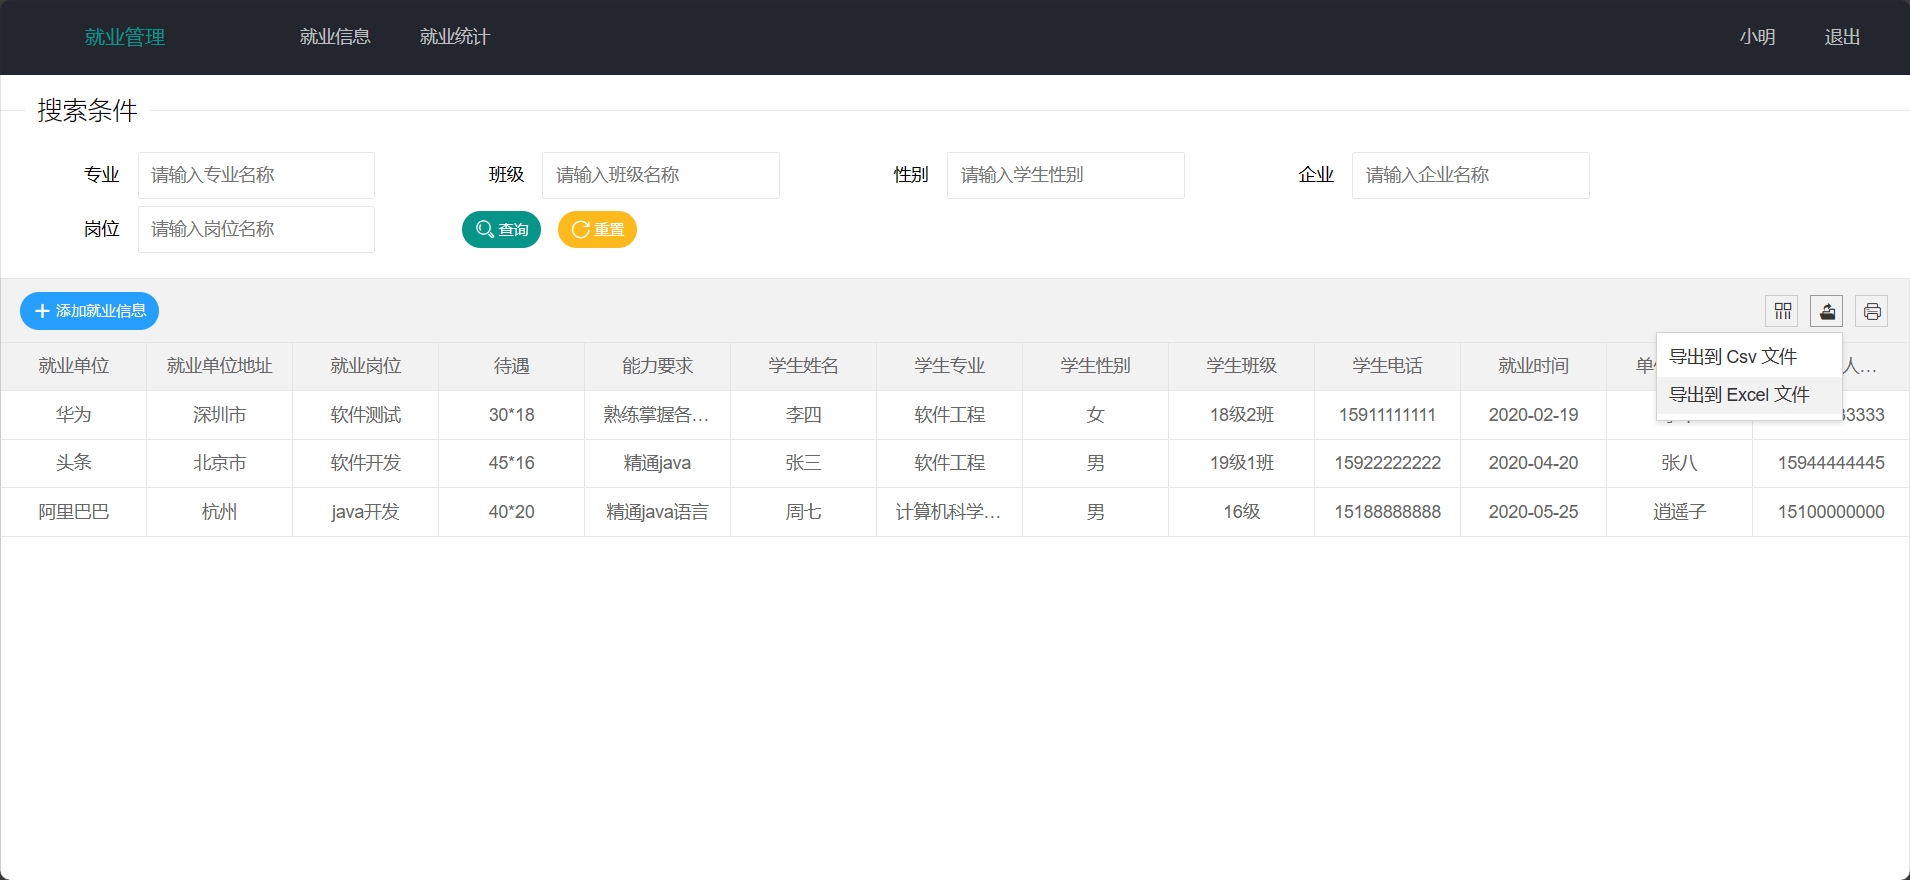 就业管理 就业信息 就业统计 小明 退出
搜索条件
专业 请输入专业名称 班级 请输入班级名称 性别 请输入学生性别 企业 请输入企业名称
岗位 请输入岗位名称 查询 重置
添加就业信息
导出到 Csv 文件
导出到 Excel 文件
就业单位 就业单位地址 就业岗位 待遇 能力要求 学生姓名 学生专业 学生性别 学生班级 学生电话 就业时间 单 人…
华为 深圳市 软件测试 30*18 熟练掌握各… 李四 软件工程 女 18级2班 15911111111 2020-02-19 3333
头条 北京市 软件开发 45*16 精通java 张三 软件工程 男 19级1班 15922222222 2020-04-20 张八 15944444445
阿里巴巴 杭州 java开发 40*20 精通java语言 周七 计算机科学… 男 16级 15188888888 2020-05-25 逍遥子 15100000000